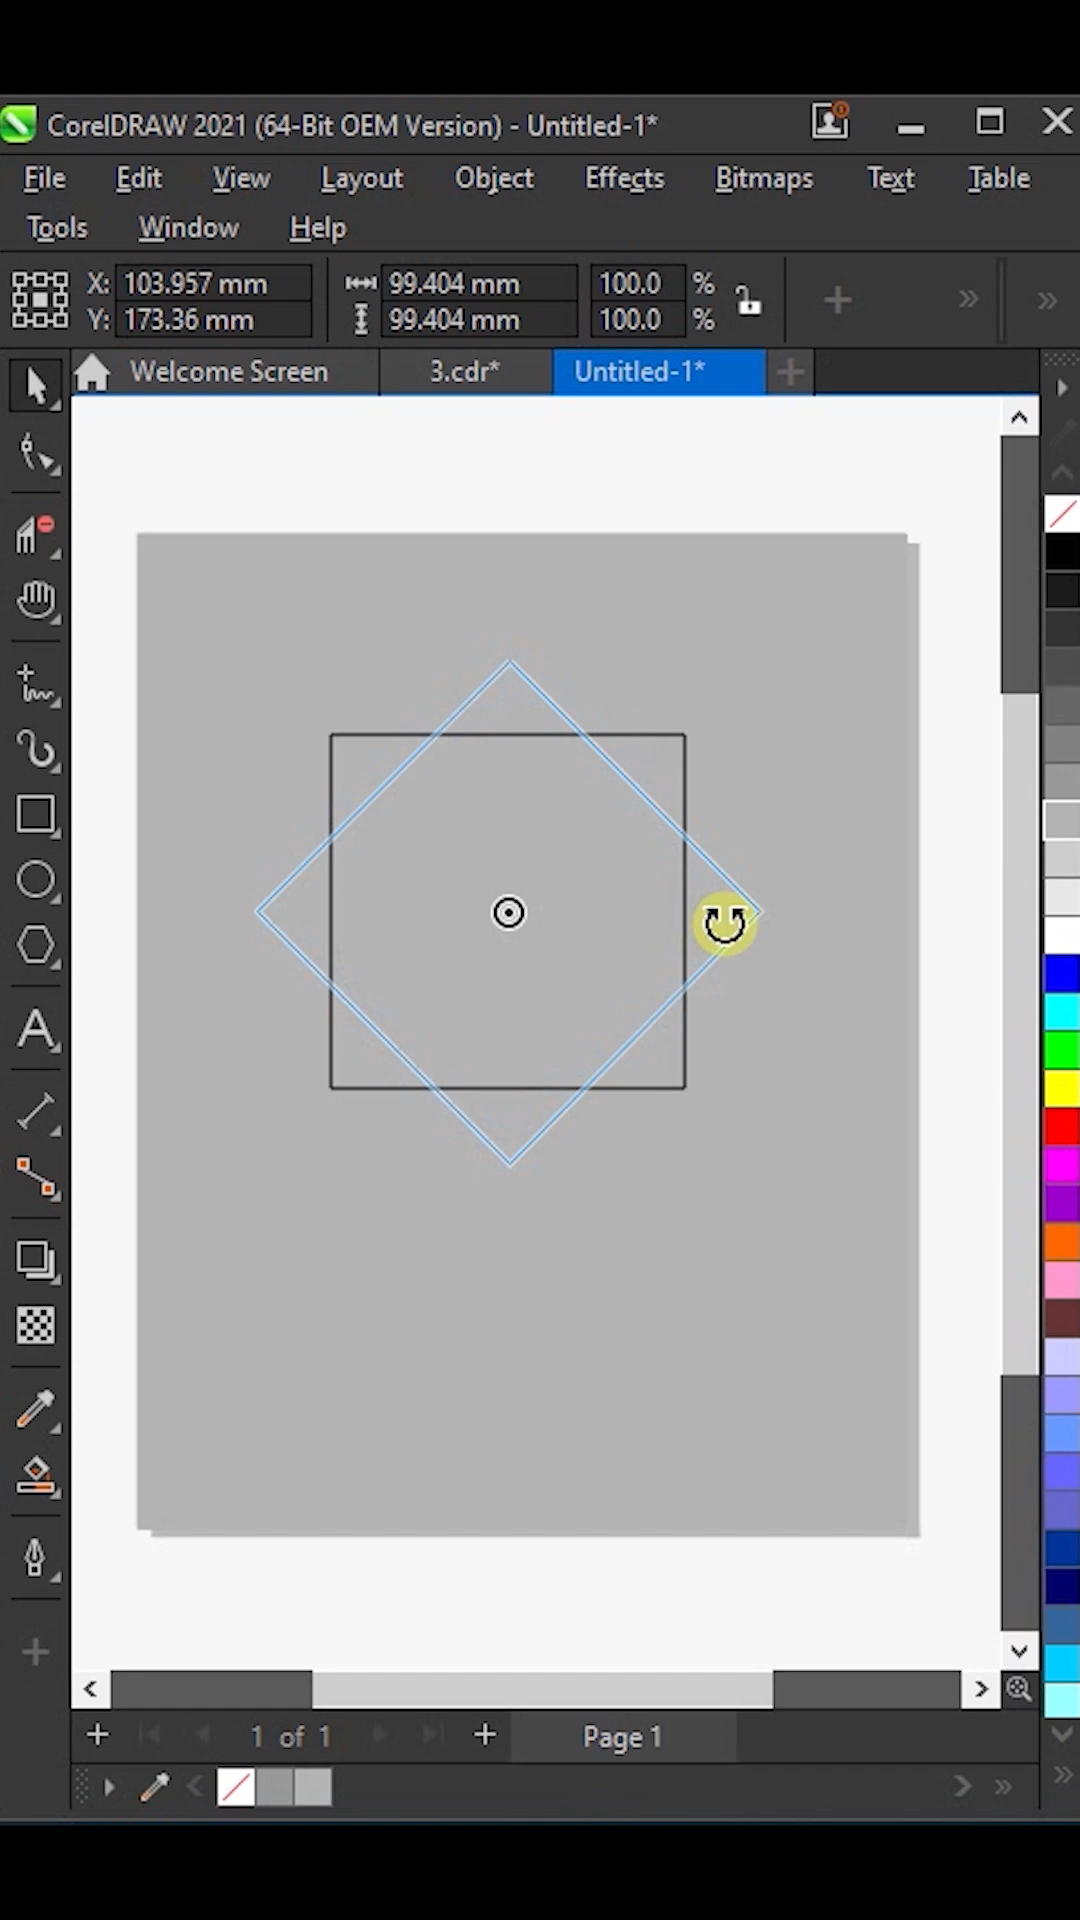 CorelDRAW 2021 (64-Bit OEM Version) - Untitled-1*
File Edit View Layout Object Effects Bitmaps Text Table
Tools Window Help
X: 103.957 mm 99.404 mm 100.0 %
Y: 173.36 mm 99.404 mm 100.0 %
Welcome Screen 3.cdr* Untitled-1*
1 of 1 Page 1